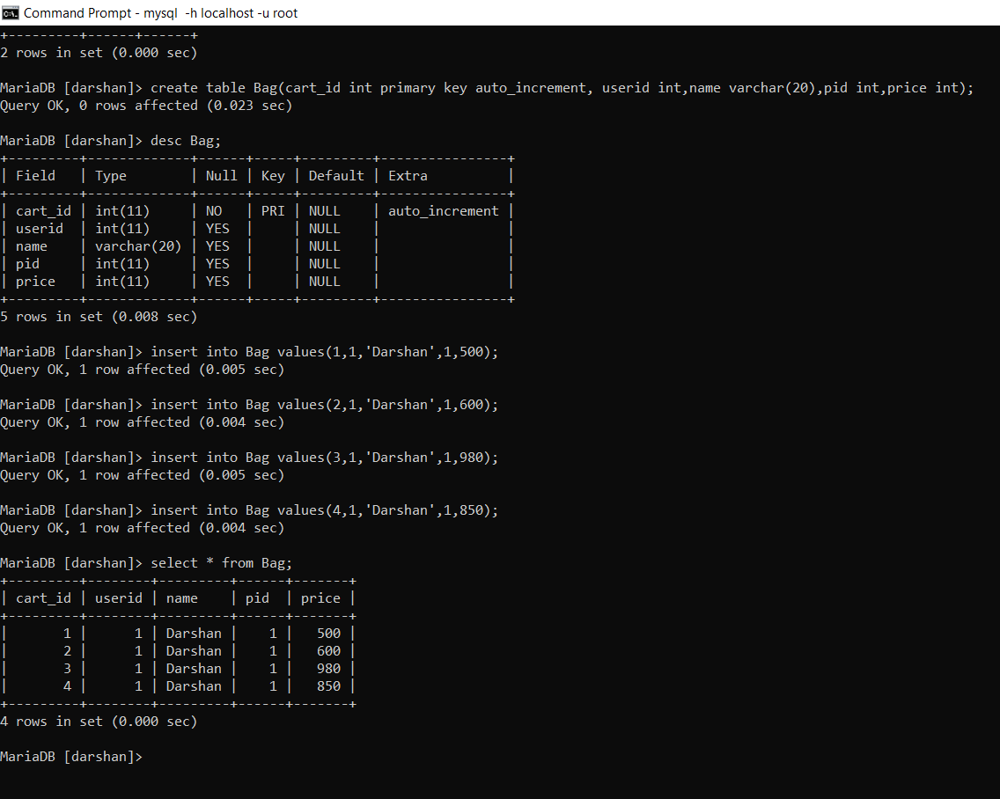 Command Prompt - mysql  -h localhost -u root
+---------+------+------+
2 rows in set (0.000 sec)

MariaDB [darshan]> create table Bag(cart_id int primary key auto_increment, userid int,name varchar(20),pid int,price int);
Query OK, 0 rows affected (0.023 sec)

MariaDB [darshan]> desc Bag;
+---------+-------------+------+-----+---------+----------------+
| Field   | Type        | Null | Key | Default | Extra          |
+---------+-------------+------+-----+---------+----------------+
| cart_id | int(11)     | NO   | PRI | NULL    | auto_increment |
| userid  | int(11)     | YES  |     | NULL    |                |
| name    | varchar(20) | YES  |     | NULL    |                |
| pid     | int(11)     | YES  |     | NULL    |                |
| price   | int(11)     | YES  |     | NULL    |                |
+---------+-------------+------+-----+---------+----------------+
5 rows in set (0.008 sec)

MariaDB [darshan]> insert into Bag values(1,1,'Darshan',1,500);
Query OK, 1 row affected (0.005 sec)

MariaDB [darshan]> insert into Bag values(2,1,'Darshan',1,600);
Query OK, 1 row affected (0.004 sec)

MariaDB [darshan]> insert into Bag values(3,1,'Darshan',1,980);
Query OK, 1 row affected (0.005 sec)

MariaDB [darshan]> insert into Bag values(4,1,'Darshan',1,850);
Query OK, 1 row affected (0.004 sec)

MariaDB [darshan]> select * from Bag;
+---------+--------+---------+------+-------+
| cart_id | userid | name    | pid  | price |
+---------+--------+---------+------+-------+
|       1 |      1 | Darshan |    1 |   500 |
|       2 |      1 | Darshan |    1 |   600 |
|       3 |      1 | Darshan |    1 |   980 |
|       4 |      1 | Darshan |    1 |   850 |
+---------+--------+---------+------+-------+
4 rows in set (0.000 sec)

MariaDB [darshan]>